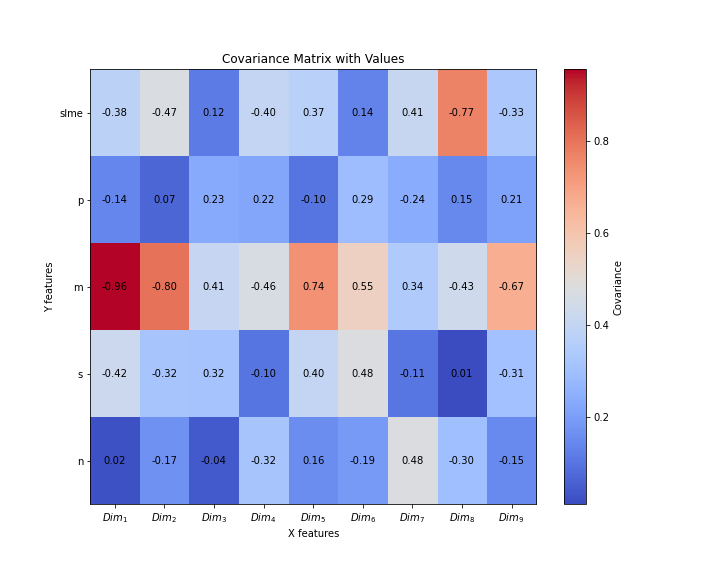 Covariance Matrix with Values
slme -0.38 -0.47 0.12 -0.40 0.37 0.14 0.41 -0.77 -0.33
p -0.14 0.07 0.23 0.22 -0.10 0.29 -0.24 0.15 0.21
m -0.96 -0.80 0.41 -0.46 0.74 0.55 0.34 -0.43 -0.67
s -0.42 -0.32 0.32 -0.10 0.40 0.48 -0.11 0.01 -0.31
n 0.02 -0.17 -0.04 -0.32 0.16 -0.19 0.48 -0.30 -0.15
Dim₁ Dim₂ Dim₃ Dim₄ Dim₅ Dim₆ Dim₇ Dim₈ Dim₉
X features
Y features
0.8
0.6
0.4
0.2
Covariance